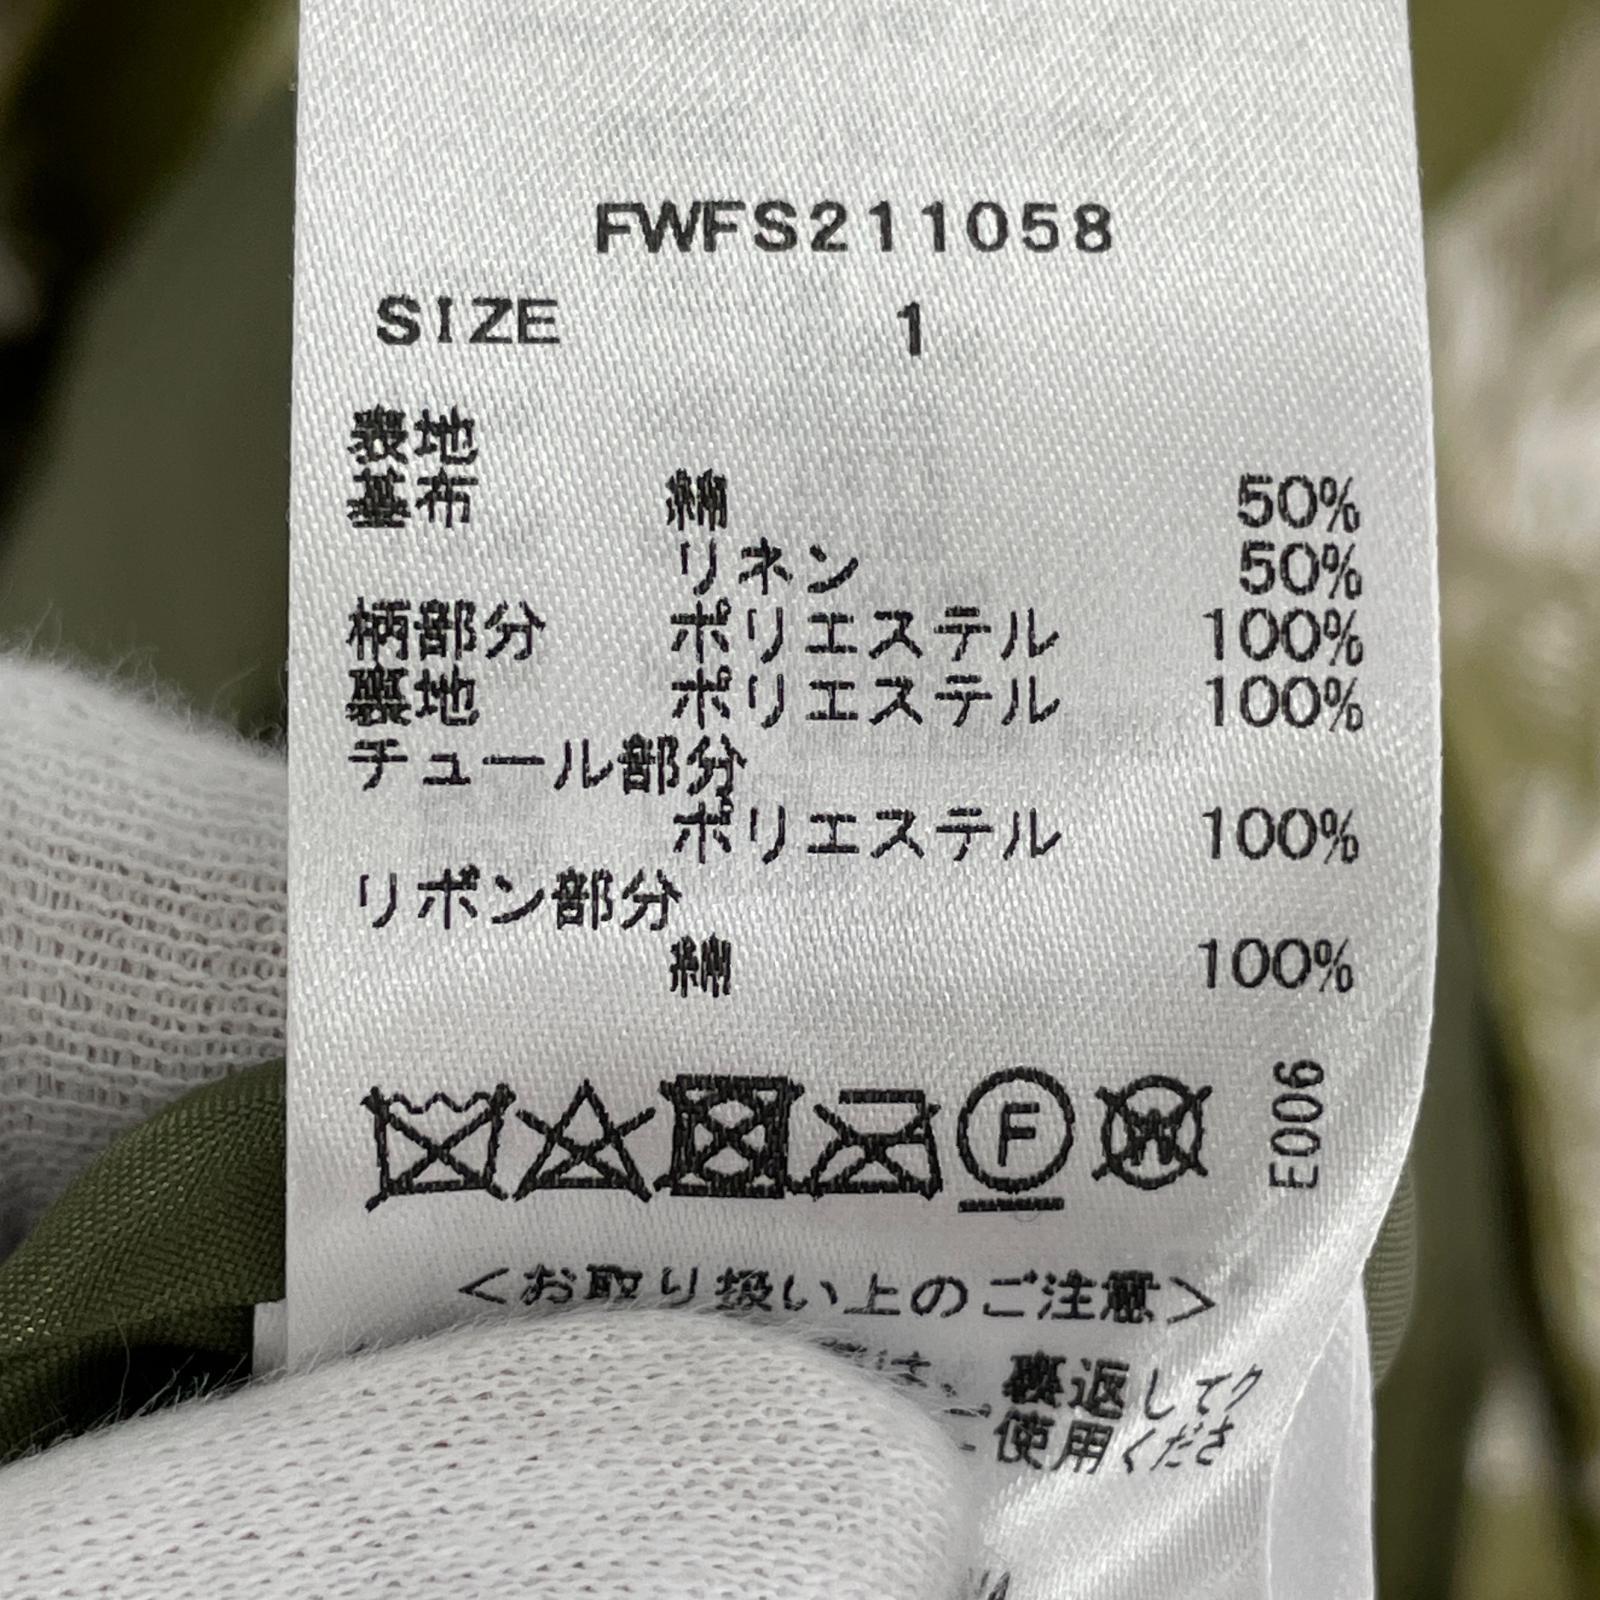 FWFS211058
SIZE 1
表地
基布 綿 50%
リネン 50%
柄部分 ポリエステル 100%
裏地 ポリエステル 100%
チュール部分
ポリエステル 100%
リボン部分
綿 100%
F W E006
<お取り扱い上のご注意>
は、裏返してク
ご使用くださ